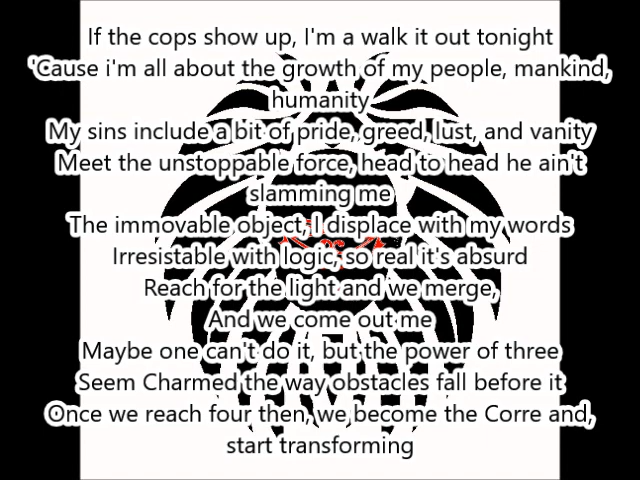 If the cops show up, I'm a walk it out tonight
'Cause i'm all about the growth of my people, mankind,
humanity
My sins include a bit of pride, greed, lust, and vanity
Meet the unstoppable force, head to head he ain't
slamming me
The immovable object, I displace with my words
Irresistable with logic, so real it's absurd
Reach for the light and we merge,
And we come out me
Maybe one can't do it, but the power of three
Seem Charmed the way obstacles fall before it
Once we reach four then, we become the Corre and,
start transforming